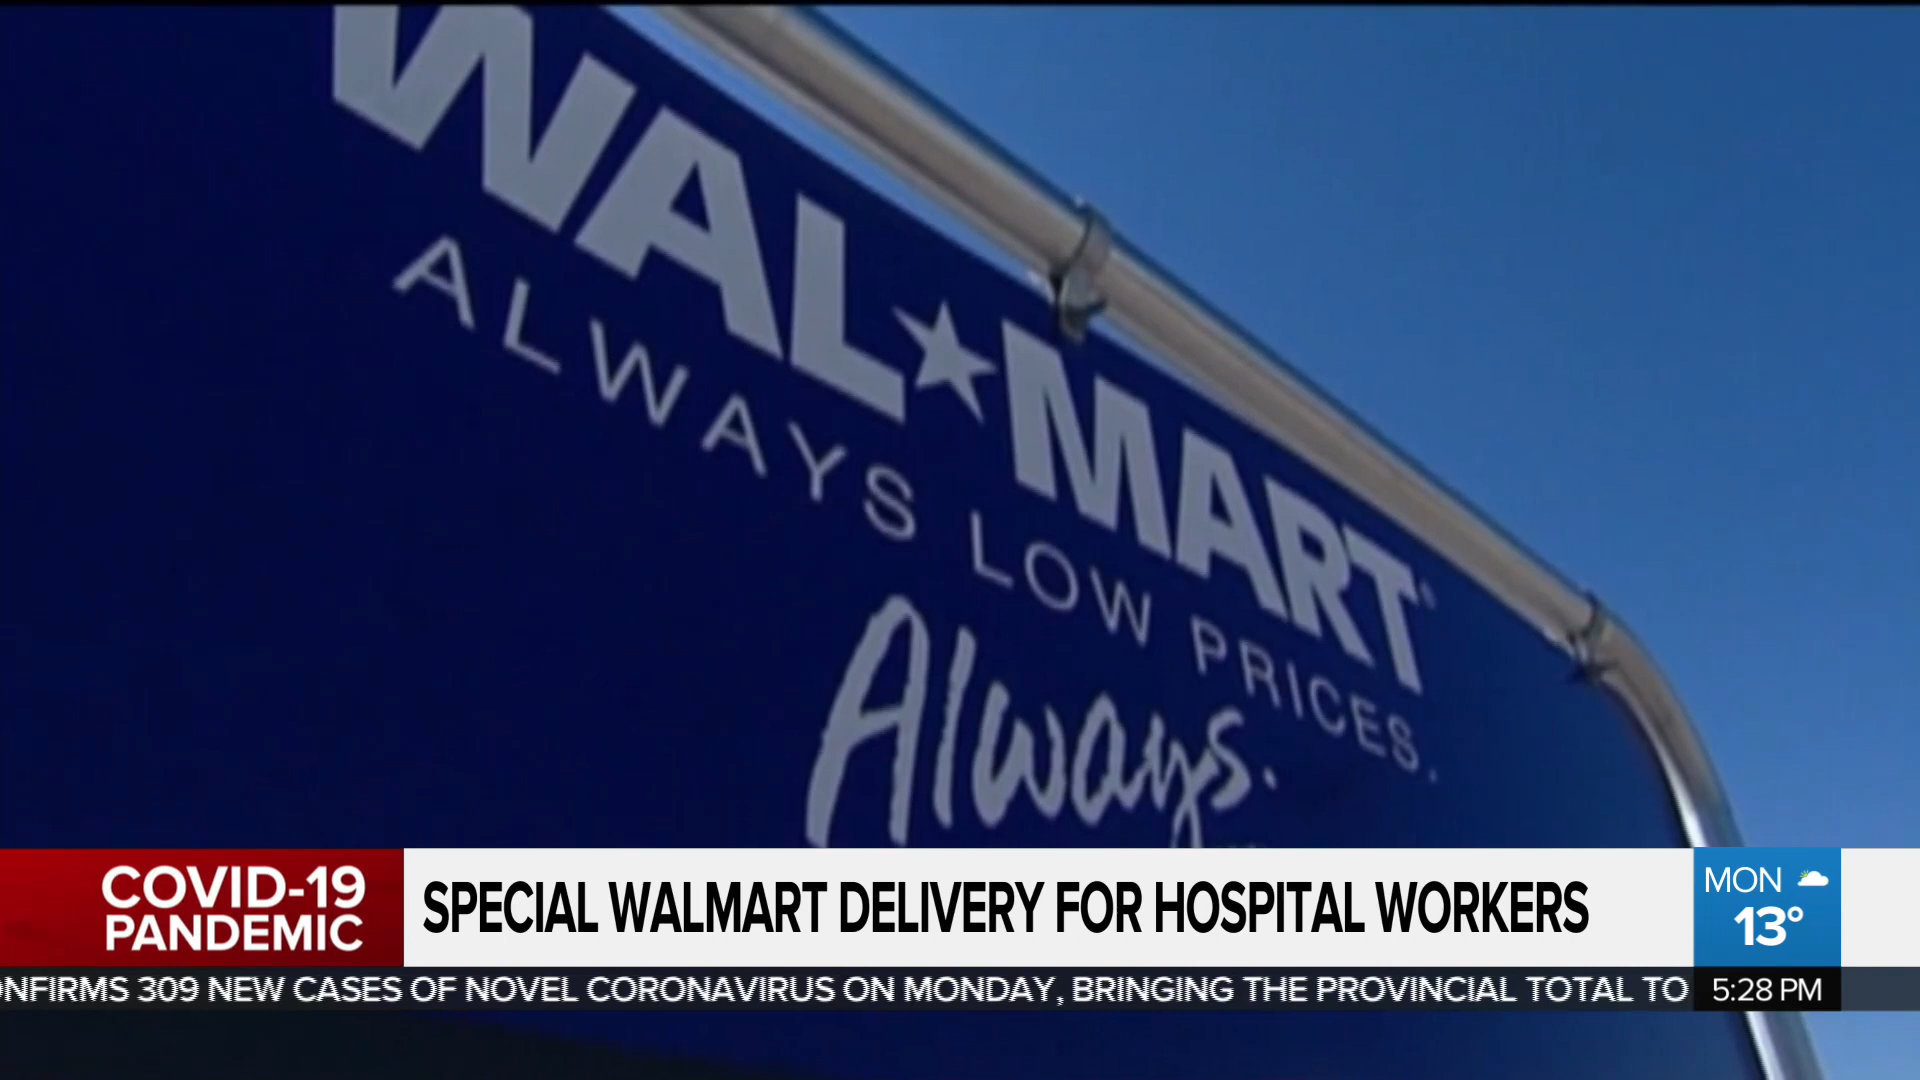 WAL★MART®
ALWAYS LOW PRICES.
Always.
COVID-19
PANDEMIC
SPECIAL WALMART DELIVERY FOR HOSPITAL WORKERS
MON
13°
ONFIRMS 309 NEW CASES OF NOVEL CORONAVIRUS ON MONDAY, BRINGING THE PROVINCIAL TOTAL TO
5:28 PM